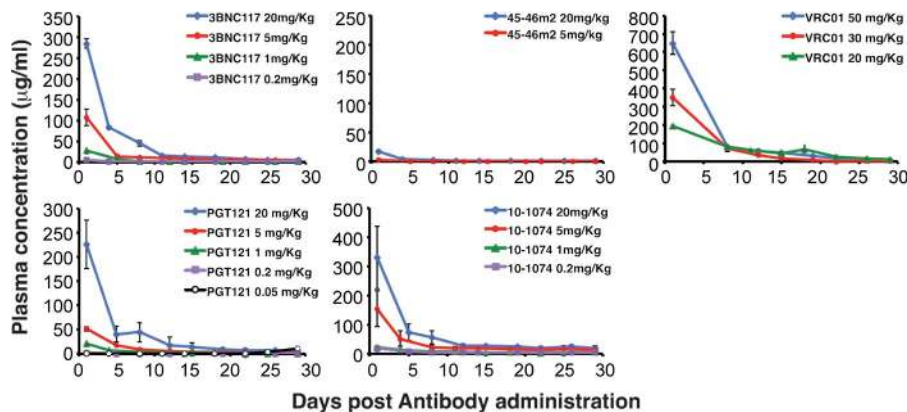 Plasma concentration (µg/ml)
300
250
200
150
100
50
0
0 5 10 15 20 25 30
3BNC117 20mg/Kg
3BNC117 5mg/Kg
3BNC117 1mg/Kg
3BNC117 0.2mg/Kg
250
200
150
100
50
0
0 5 10 15 20 25 30
45-46m2 20mg/kg
45-46m2 5mg/kg
800
700
600
500
400
300
200
100
0
0 5 10 15 20 25 30
VRC01 50 mg/Kg
VRC01 30 mg/Kg
VRC01 20 mg/Kg
300
250
200
150
100
50
0
0 5 10 15 20 25 30
PGT121 20 mg/Kg
PGT121 5 mg/Kg
PGT121 1 mg/Kg
PGT121 0.2 mg/Kg
PGT121 0.05 mg/Kg
500
400
300
200
100
0
0 5 10 15 20 25 30
10-1074 20mg/Kg
10-1074 5mg/Kg
10-1074 1mg/Kg
10-1074 0.2mg/Kg
Days post Antibody administration